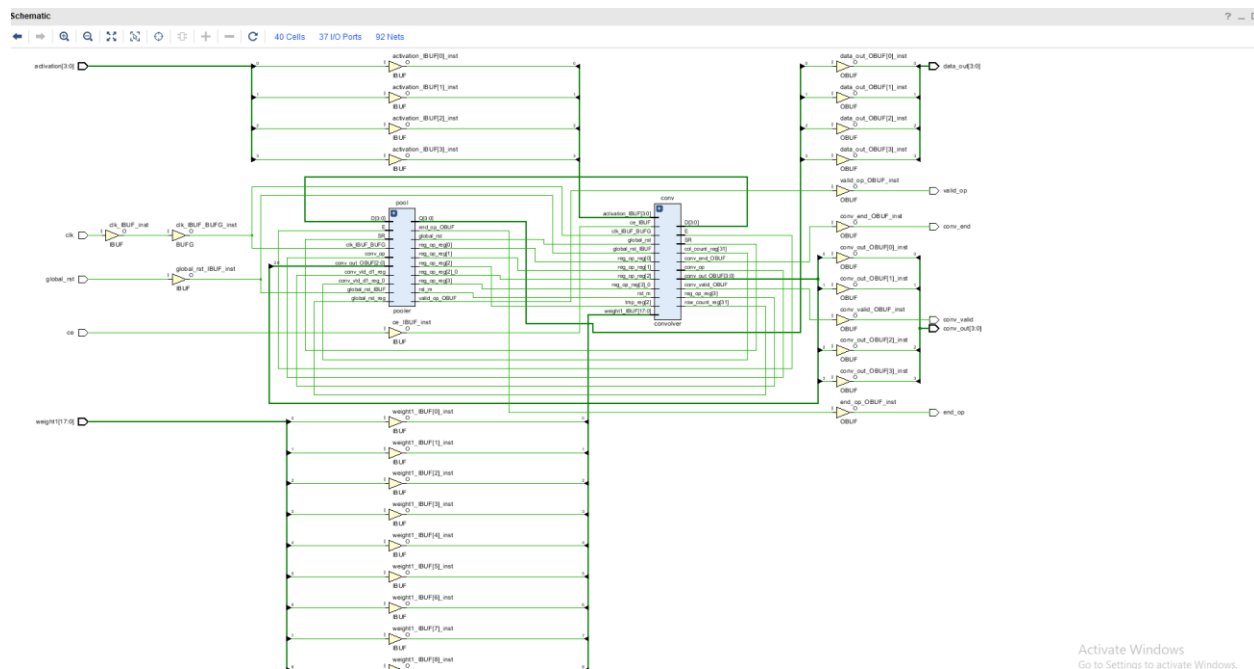 Schematic
40 Cells 37 I/O Ports 92 Nets
activation[3:0]
activation_IBUF[0]_inst
I O
IBUF
activation_IBUF[1]_inst
I O
IBUF
activation_IBUF[2]_inst
I O
IBUF
activation_IBUF[3]_inst
I O
IBUF
clk
clk_IBUF_inst
I O
IBUF
clk_IBUF_BUFG_inst
I O
BUFG
global_rst
global_rst_IBUF_inst
I O
IBUF
ce
ce_IBUF_inst
I O
IBUF
pool
D[3:0] Q[3:0]
E end_op_OBUF
SR global_rst
clk_IBUF_BUFG reg_op_reg[0]
conv_op reg_op_reg[1]
conv_out_OBUF[2:0] reg_op_reg[2]
conv_vld_d1_reg reg_op_reg[2]_0
conv_vld_d1_reg_0 reg_op_reg[3]
global_rst_IBUF rst_m
global_rst_reg valid_op_OBUF
pooler
conv
activation_IBUF[3:0]
ce_IBUF D[3:0]
clk_IBUF_BUFG E
global_rst SR
global_rst_IBUF col_count_reg[31]
reg_op_reg[0] conv_end_OBUF
reg_op_reg[1] conv_op
reg_op_reg[2] conv_out_OBUF[3:0]
reg_op_reg[3]_0 conv_valid_OBUF
rst_m reg_op_reg[3]
tmp_reg[2] row_count_reg[31]
weight1_IBUF[17:0]
convolver
data_out_OBUF[0]_inst
I O
OBUF
data_out[3:0]
data_out_OBUF[1]_inst
I O
OBUF
data_out_OBUF[2]_inst
I O
OBUF
data_out_OBUF[3]_inst
I O
OBUF
valid_op_OBUF_inst
I O
OBUF
valid_op
conv_end_OBUF_inst
I O
OBUF
conv_end
conv_out_OBUF[0]_inst
I O
OBUF
conv_out_OBUF[1]_inst
I O
OBUF
conv_valid_OBUF_inst
I O
OBUF
conv_valid
conv_out[3:0]
conv_out_OBUF[2]_inst
I O
OBUF
conv_out_OBUF[3]_inst
I O
OBUF
end_op_OBUF_inst
I O
OBUF
end_op
weight1[17:0]
weight1_IBUF[0]_inst
I O
IBUF
weight1_IBUF[1]_inst
I O
IBUF
weight1_IBUF[2]_inst
I O
IBUF
weight1_IBUF[3]_inst
I O
IBUF
weight1_IBUF[4]_inst
I O
IBUF
weight1_IBUF[5]_inst
I O
IBUF
weight1_IBUF[6]_inst
I O
IBUF
weight1_IBUF[7]_inst
I O
IBUF
weight1_IBUF[8]_inst
Activate Windows
Go to Settings to activate Windows.